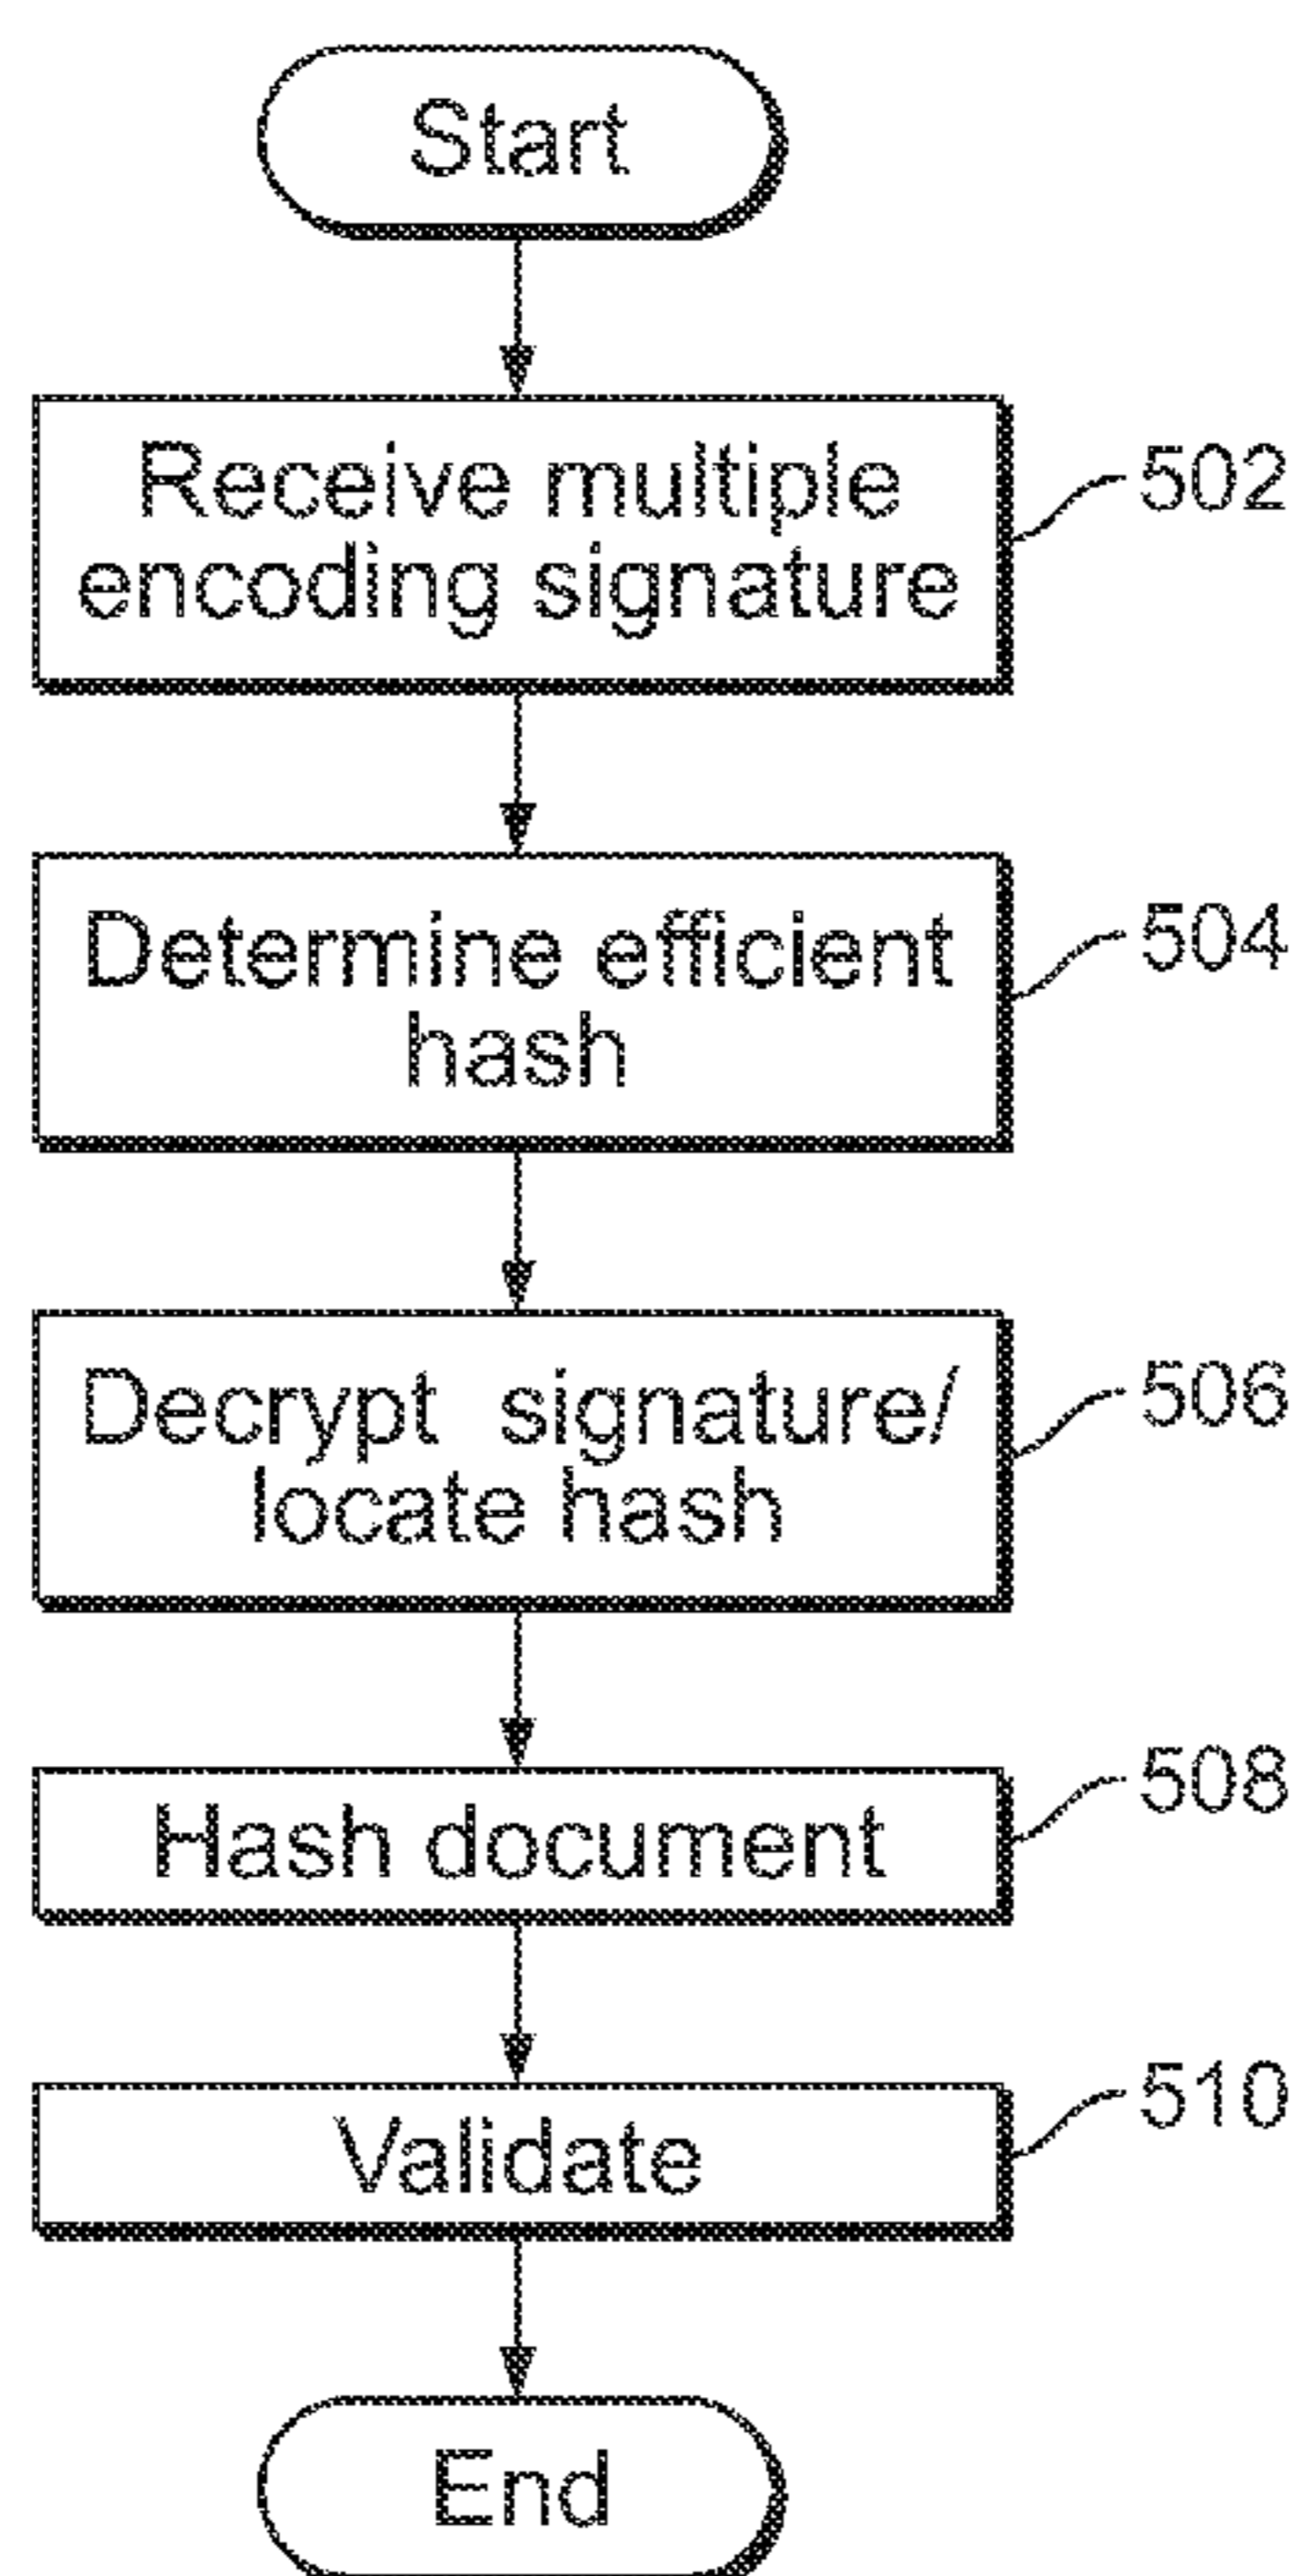 Start
Receive multiple
encoding signature
502
Determine efficient
hash
504
Decrypt signature/
locate hash
506
Hash document
508
Validate
510
End